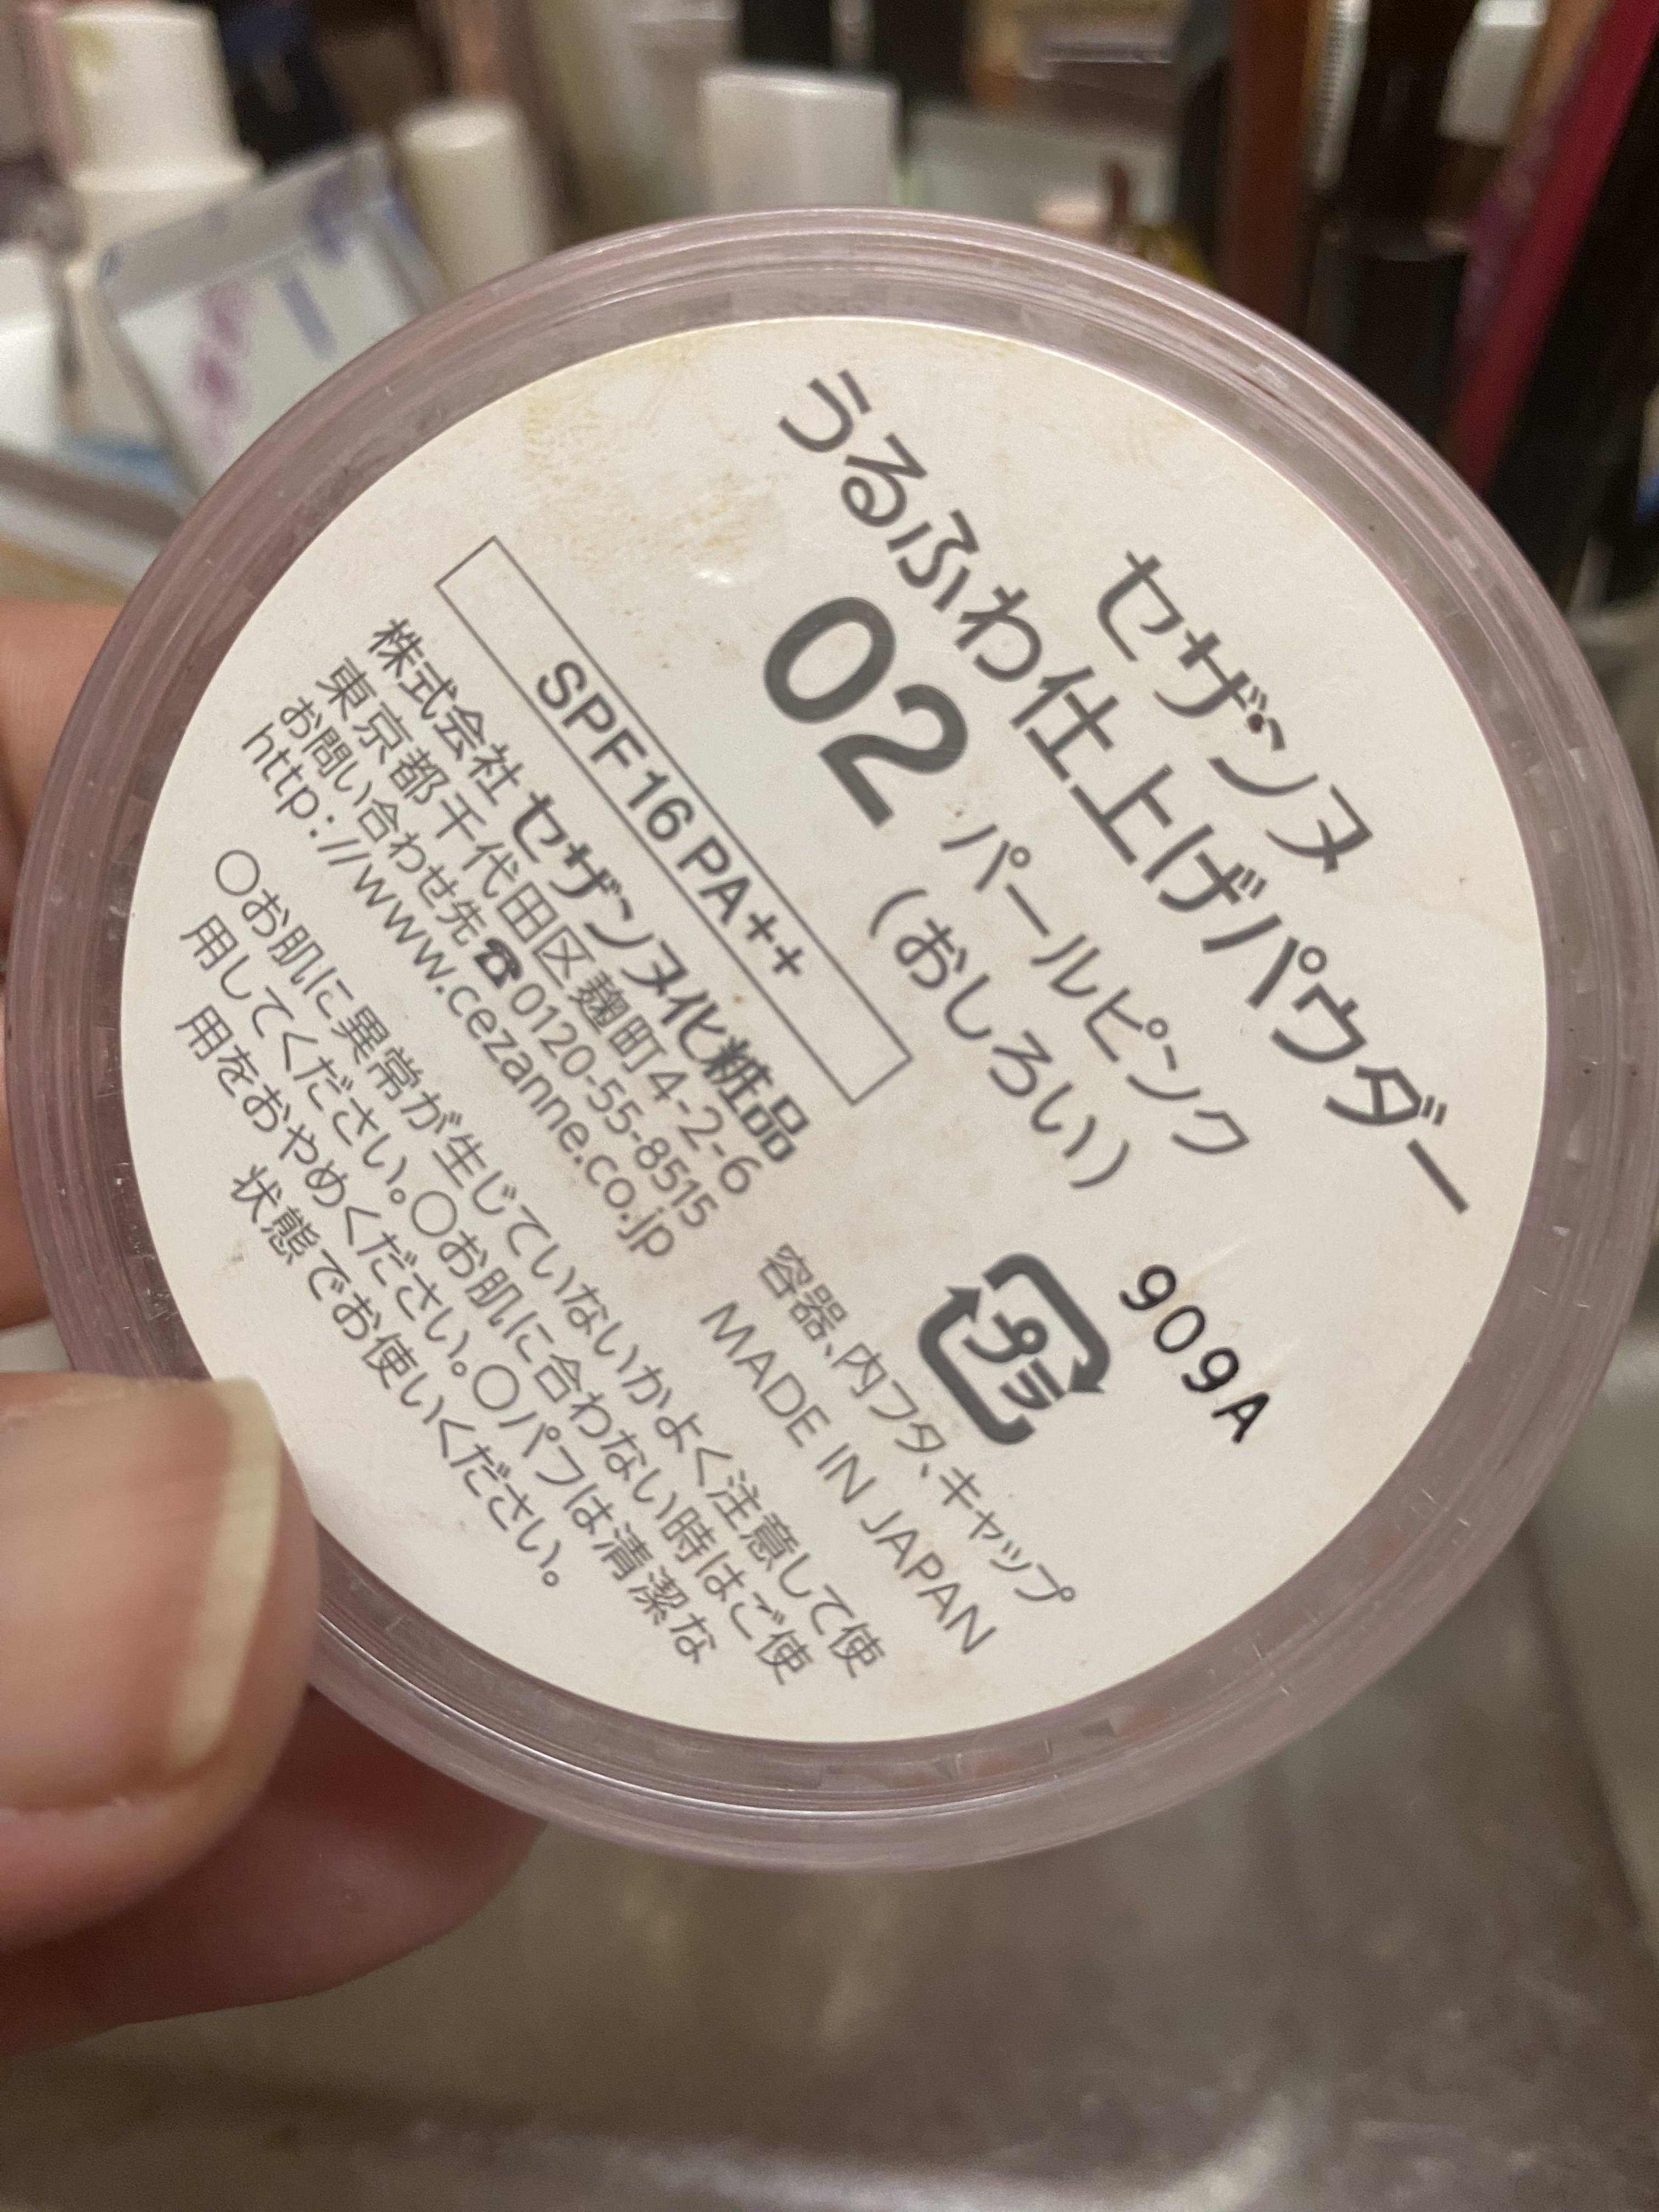 セザンヌ
うるふわ仕上げパウダー
02 パールピンク
(おしろい)
SPF16 PA++
株式会社 セザンヌ化粧品
東京都千代田区麹町4-2-6
お問い合わせ先☎0120-55-8515
http://www.cezanne.co.jp
909A
プラ
容器、内フタ、キャップ
MADE IN JAPAN
○お肌に異常が生じていないかよく注意して使
用してください。○お肌に合わない時はご使
用をおやめください。○パフは清潔な
状態でお使いください。